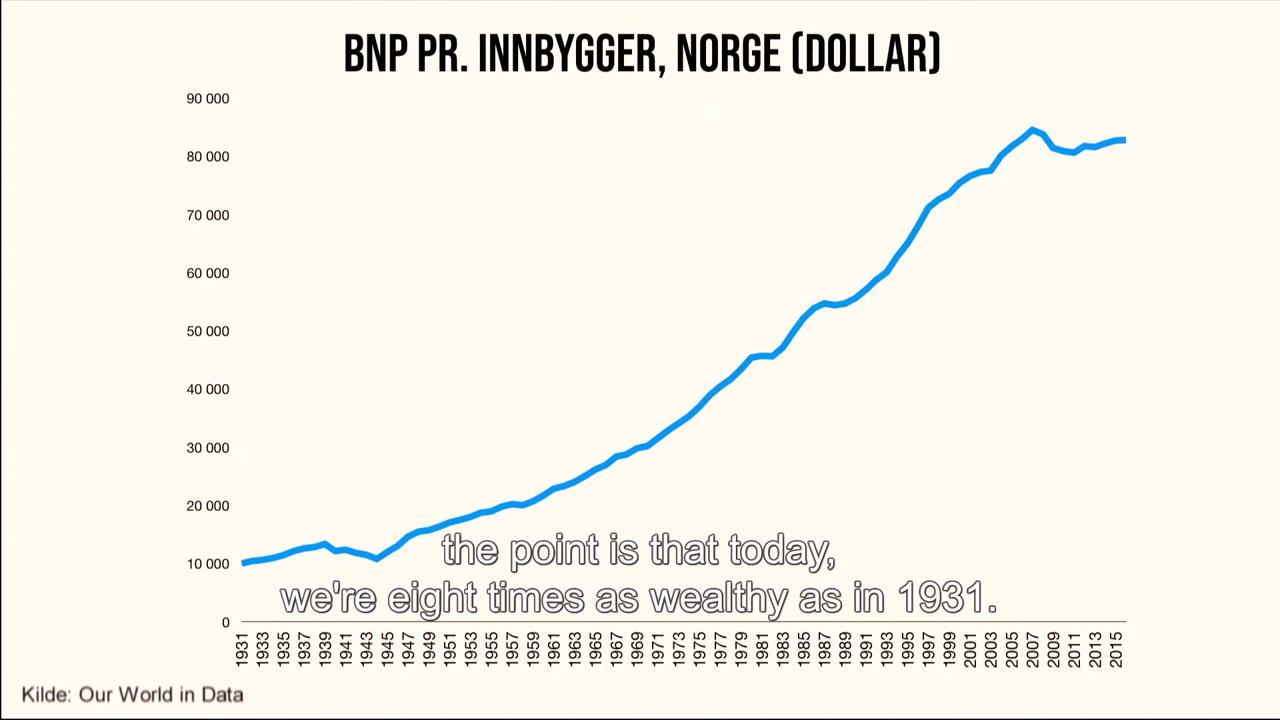 BNP PR. INNBYGGER, NORGE (DOLLAR)
90 000
80 000
70 000
60 000
50 000
40 000
30 000
20 000
10 000
0
the point is that today,
we're eight times as wealthy as in 1931.
1931 1933 1935 1937 1939 1941 1943 1945 1947 1949 1951 1953 1955 1957 1959 1961 1963 1965 1967 1969 1971 1973 1975 1977 1979 1981 1983 1985 1987 1989 1991 1993 1995 1997 1999 2001 2003 2005 2007 2009 2011 2013 2015
Kilde: Our World in Data